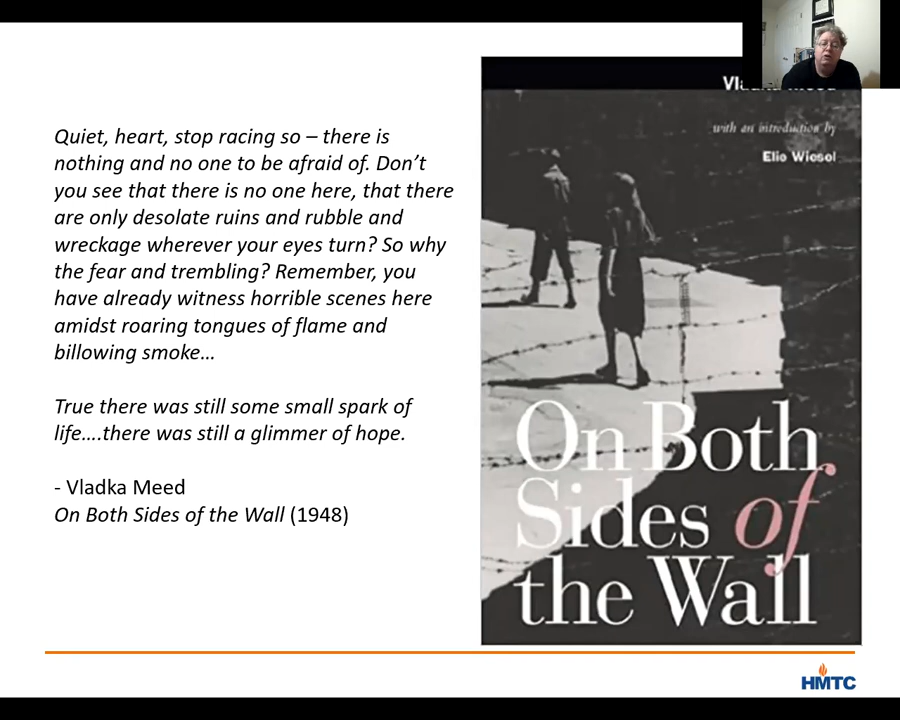 Quiet, heart, stop racing so – there is
nothing and no one to be afraid of. Don’t
you see that there is no one here, that there
are only desolate ruins and rubble and
wreckage wherever your eyes turn? So why
the fear and trembling? Remember, you
have already witness horrible scenes here
amidst roaring tongues of flame and
billowing smoke…
True there was still some small spark of
life….there was still a glimmer of hope.
- Vladka Meed
On Both Sides of the Wall (1948)
with an introduction by
Elie Wiesel
On Both
Sides of
the Wall
HMTC